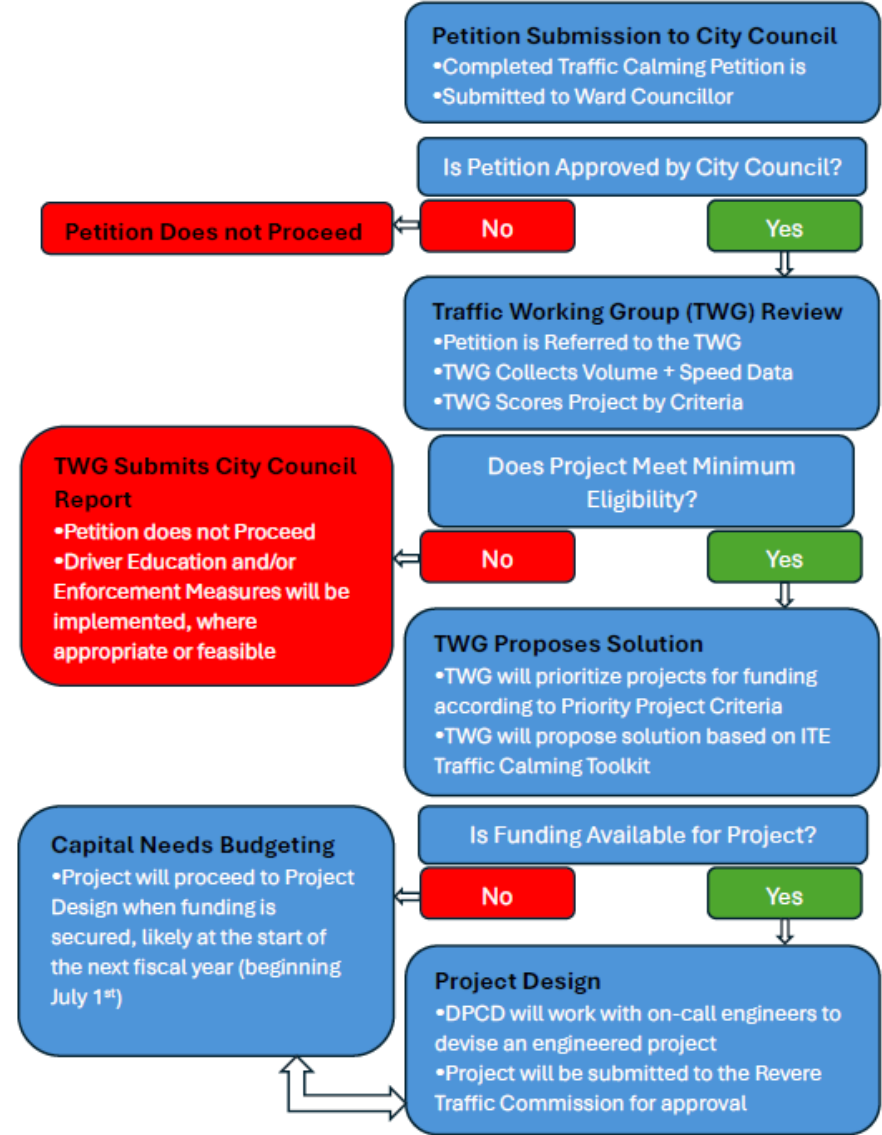 Petition Submission to City Council
•Completed Traffic Calming Petition is
•Submitted to Ward Councillor
Is Petition Approved by City Council?
Petition Does not Proceed
No
Yes
Traffic Working Group (TWG) Review
•Petition is Referred to the TWG
•TWG Collects Volume + Speed Data
•TWG Scores Project by Criteria
Does Project Meet Minimum
Eligibility?
No
Yes
TWG Submits City Council
Report
•Petition does not Proceed
•Driver Education and/or
Enforcement Measures will be
implemented, where
appropriate or feasible
TWG Proposes Solution
•TWG will prioritize projects for funding
according to Priority Project Criteria
•TWG will propose solution based on ITE
Traffic Calming Toolkit
Is Funding Available for Project?
No
Yes
Capital Needs Budgeting
•Project will proceed to Project
Design when funding is
secured, likely at the start of
the next fiscal year (beginning
July 1st)
Project Design
•DPCD will work with on-call engineers to
devise an engineered project
•Project will be submitted to the Revere
Traffic Commission for approval